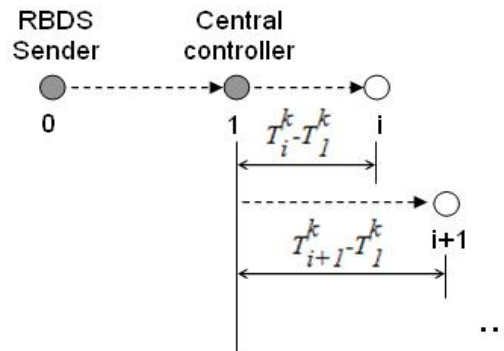 RBDS Sender
Central controller
0
1
i
T_i^k-T_1^k
i+1
T_{i+1}^k-T_1^k
..